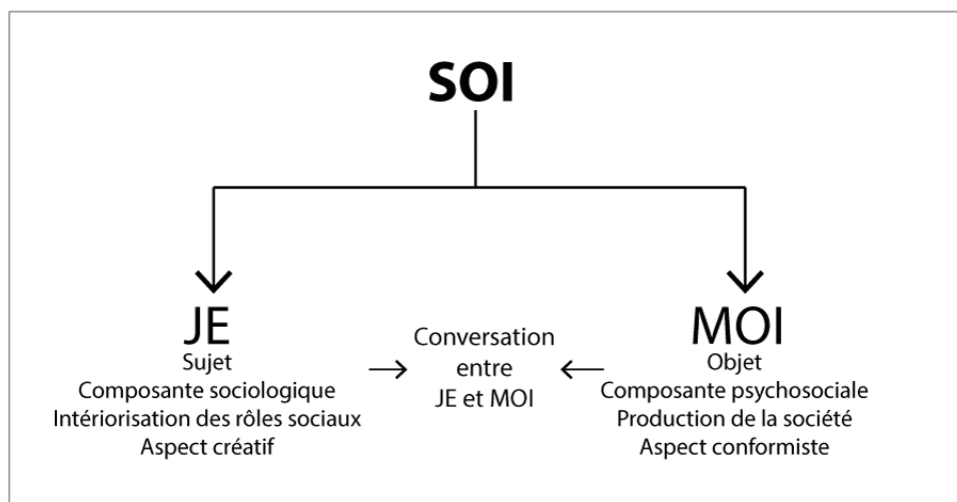 SOI
JE
Sujet
Composante sociologique
Intériorisation des rôles sociaux
Aspect créatif
Conversation
entre
JE et MOI
MOI
Objet
Composante psychosociale
Production de la société
Aspect conformiste